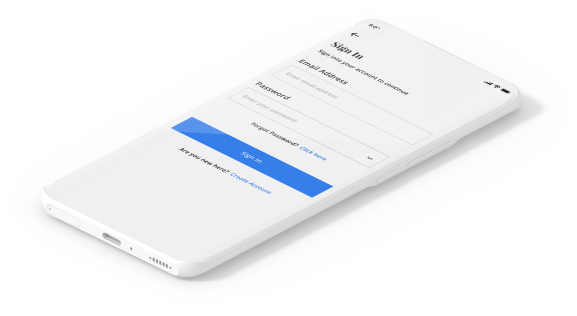 Sign In
Sign into your account to continue
Email Address
Enter email address
Password
Enter your password
Forgot Password? Click here
Sign in
Are you new here? Create Account